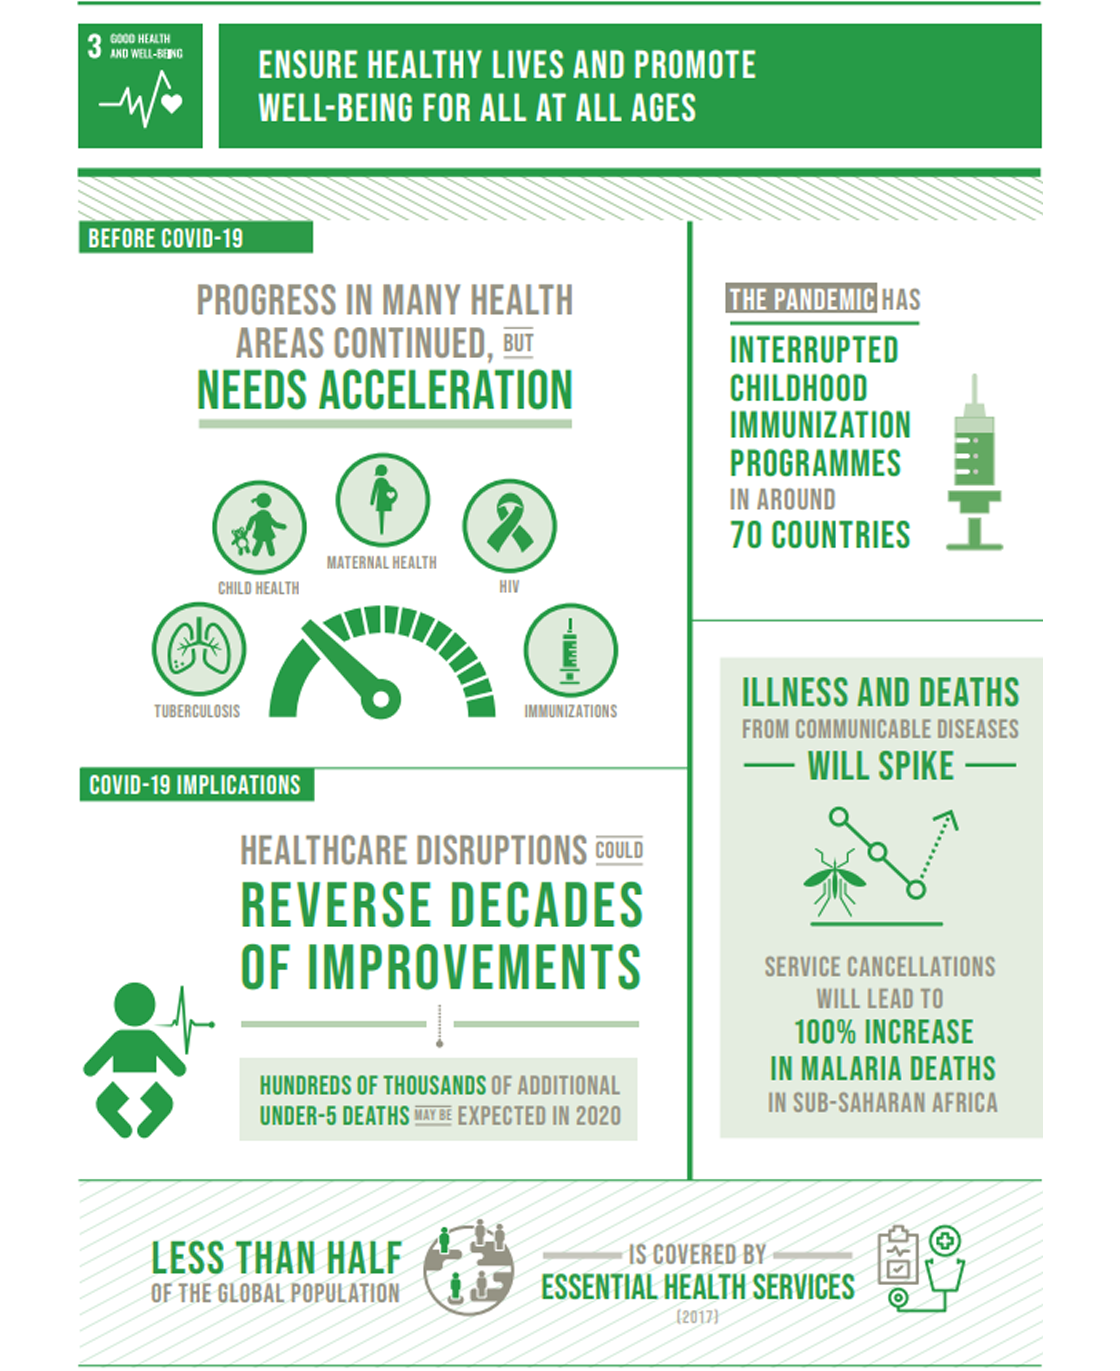 3 GOOD HEALTH
AND WELL-BEING
ENSURE HEALTHY LIVES AND PROMOTE
WELL-BEING FOR ALL AT ALL AGES
BEFORE COVID-19
PROGRESS IN MANY HEALTH
AREAS CONTINUED, BUT
NEEDS ACCELERATION
CHILD HEALTH
MATERNAL HEALTH
HIV
TUBERCULOSIS
IMMUNIZATIONS
THE PANDEMIC HAS
INTERRUPTED
CHILDHOOD
IMMUNIZATION
PROGRAMMES
IN AROUND
70 COUNTRIES
COVID-19 IMPLICATIONS
HEALTHCARE DISRUPTIONS COULD
REVERSE DECADES
OF IMPROVEMENTS
HUNDREDS OF THOUSANDS OF ADDITIONAL
UNDER-5 DEATHS MAY BE EXPECTED IN 2020
ILLNESS AND DEATHS
FROM COMMUNICABLE DISEASES
WILL SPIKE
SERVICE CANCELLATIONS
WILL LEAD TO
100% INCREASE
IN MALARIA DEATHS
IN SUB-SAHARAN AFRICA
LESS THAN HALF
OF THE GLOBAL POPULATION
IS COVERED BY
ESSENTIAL HEALTH SERVICES
(2017)